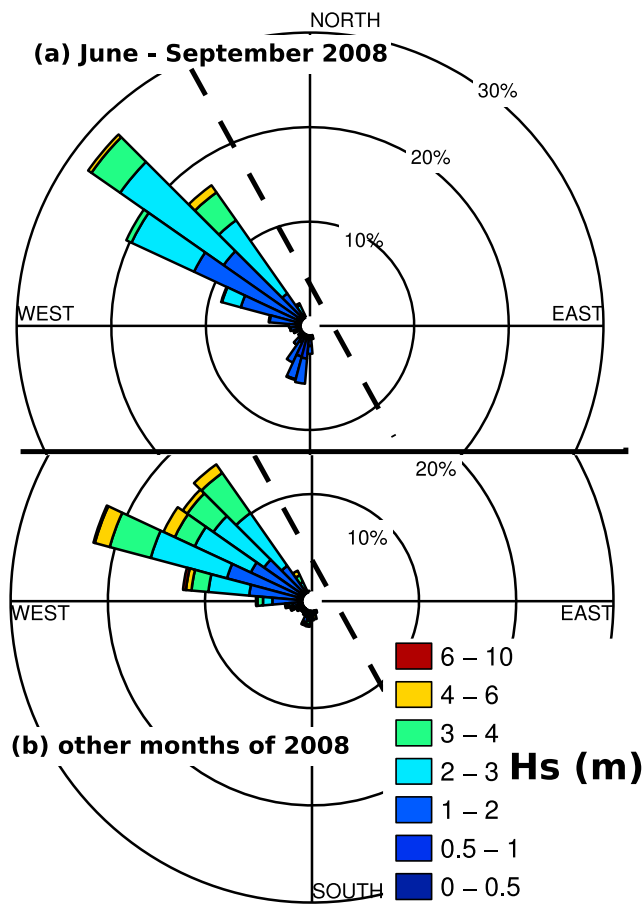 NORTH
(a) June - September 2008
30%
20%
10%
WEST
EAST
20%
10%
WEST
EAST
6 – 10
4 – 6
3 – 4
(b) other months of 2008
2 – 3
Hs (m)
1 – 2
0.5 – 1
0 – 0.5
SOUTH